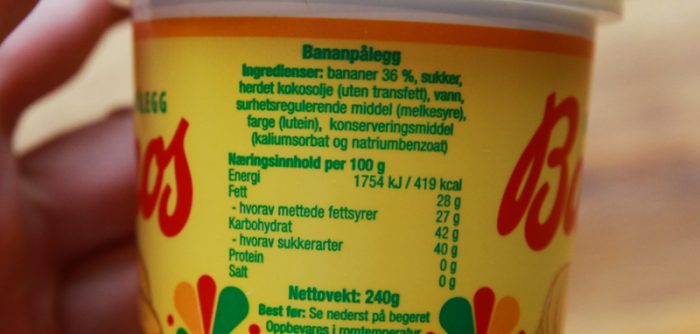 Bananpålegg
Ingredienser: bananer 36 %, sukker,
herdet kokosolje (uten transfett), vann,
surhetsregulerende middel (melkesyre),
farge (lutein), konserveringsmiddel
(kaliumsorbat og natriumbenzoat)
Næringsinnhold per 100 g
Energi 1754 kJ / 419 kcal
Fett 28 g
- hvorav mettede fettsyrer 27 g
Karbohydrat 42 g
- hvorav sukkerarter 40 g
Protein 0 g
Salt 0 g
Nettovekt: 240g
Best før: Se nederst på begeret
Oppbevares i romtemperatur